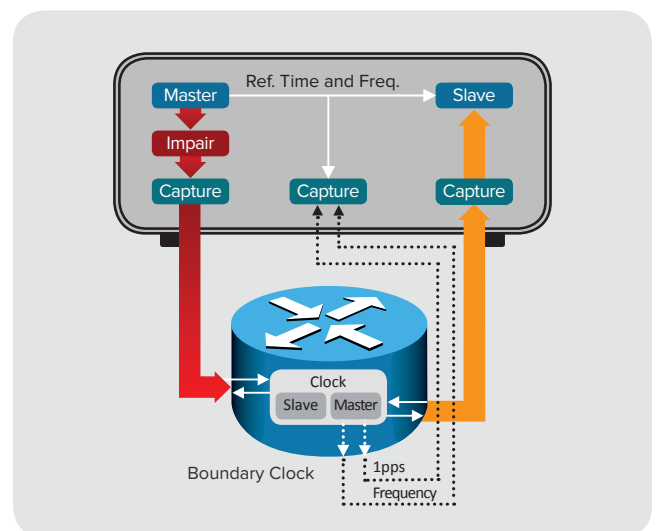 Ref. Time and Freq.
Master
Slave
Impair
Capture
Capture
Capture
Clock
Slave
Master
Boundary Clock
1pps
Frequency